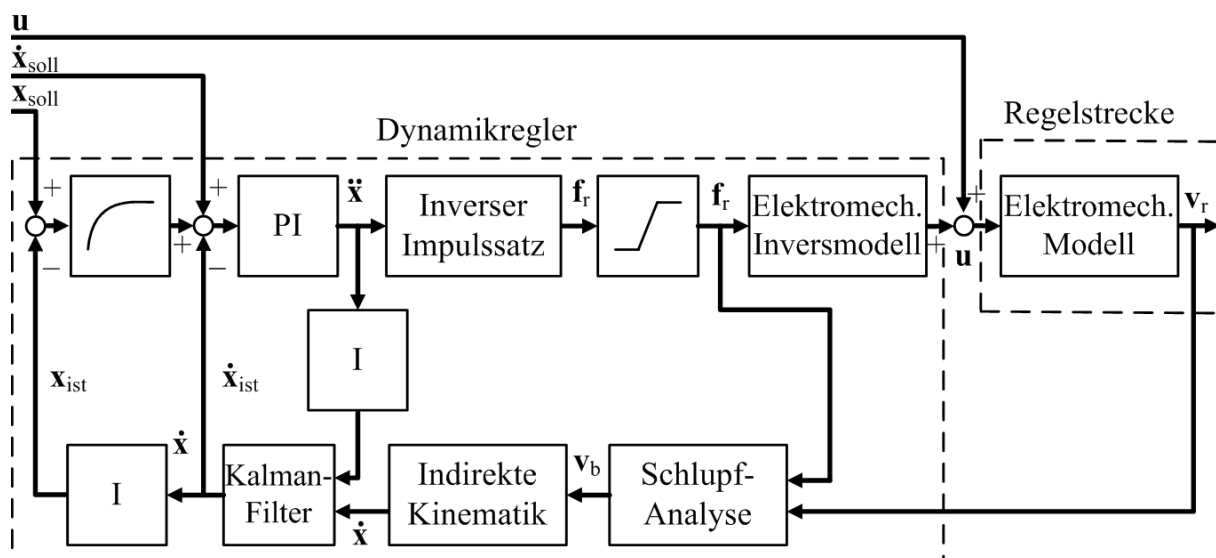 u
ẋsoll
xsoll
Dynamikregler
Regelstrecke
+
+
+
PI
ẍ
Inverser
Impulssatz
fr
fr
Elektromech.
Inversmodell
Elektromech.
Modell
vr
+
−
−
+
u
I
xist
ẋist
I
ẋ
Kalman-
Filter
ẋ
Indirekte
Kinematik
vb
Schlupf-
Analyse